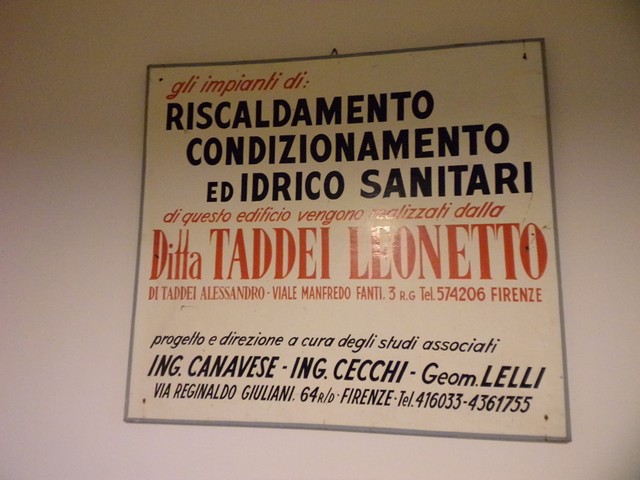 gli impianti di:
RISCALDAMENTO
CONDIZIONAMENTO
ED IDRICO SANITARI
di questo edificio vengono realizzati dalla
Ditta TADDEI LEONETTO
DI TADDEI ALESSANDRO - VIALE MANFREDO FANTI. 3 R.G Tel. 574206 FIRENZE
progetto e direzione a cura degli studi associati
ING. CANAVESE - ING. CECCHI - Geom. LELLI
VIA REGINALDO GIULIANI. 64 R/D · FIRENZE · Tel. 416033-4361755